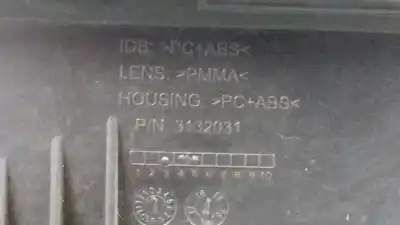 IDB: >PC+ABS<
LENS: >PMMA<
HOUSING: >PC+ABS<
P/N 3132031
1 2 3 4 5 6 7 8 9 10